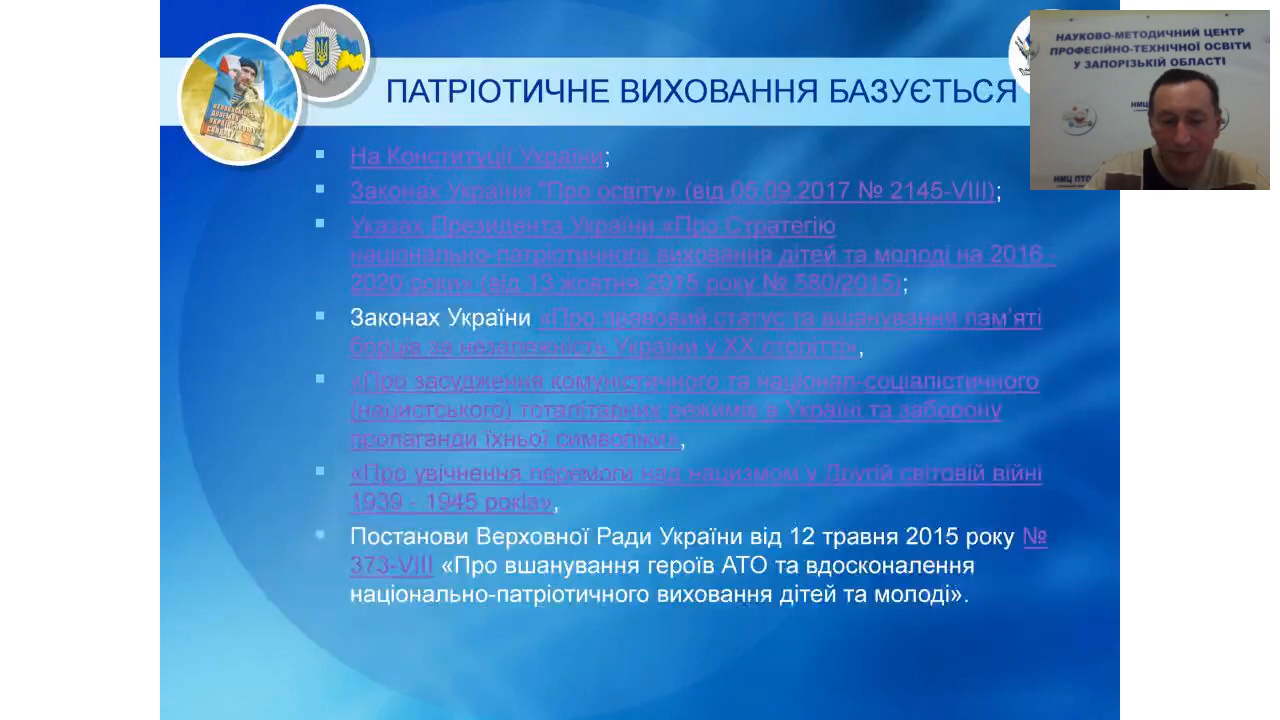 ПАТРІОТИЧНЕ ВИХОВАННЯ БАЗУЄТЬСЯ
НАУКОВО-МЕТОДИЧНИЙ ЦЕНТР
ПРОФЕСІЙНО-ТЕХНІЧНОЇ ОСВІТИ
У ЗАПОРІЗЬКІЙ ОБЛАСТІ
НМЦ ПТО
На Конституції України;
Законах України "Про освіту» (від 05.09.2017 № 2145-VIII);
Указах Президента України «Про Стратегію
національно-патріотичного виховання дітей та молоді на 2016 -
2020 роки» (від 13 жовтня 2015 року № 580/2015);
Законах України «Про правовий статус та вшанування пам’яті
борців за незалежність України у XX столітті»,
«Про засудження комуністичного та націонал-соціалістичного
(нацистського) тоталітарних режимів в Україні та заборону
пропаганди їхньої символіки»,
«Про увічнення перемоги над нацизмом у Другій світовій війні
1939 - 1945 років»,
Постанови Верховної Ради України від 12 травня 2015 року №
373-VIII «Про вшанування героїв АТО та вдосконалення
національно-патріотичного виховання дітей та молоді».